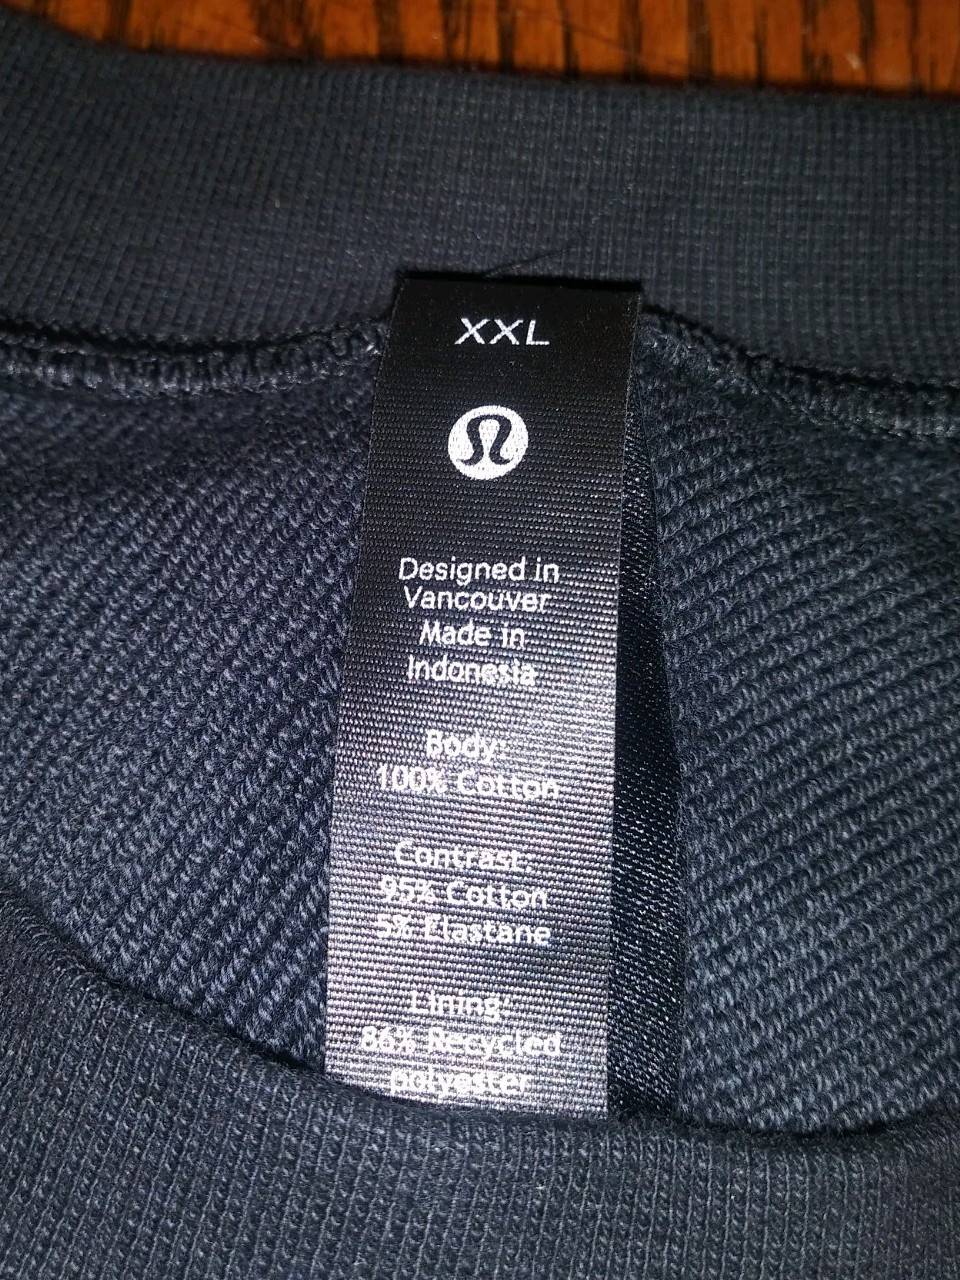 XXL
Designed in
Vancouver
Made in
Indonesia
Body:
100% Cotton
Contrast:
95% Cotton
5% Elastane
Lining:
86% Recycled
polyester